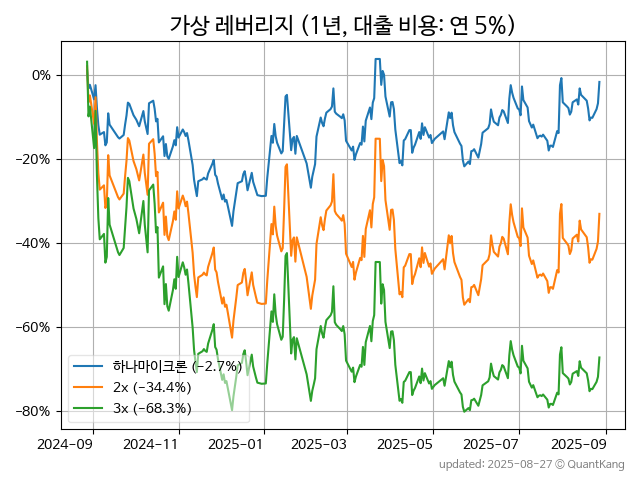 가상 레버리지 (1년, 대출 비용: 연 5%)
0%
−20%
−40%
−60%
−80%
하나마이크론 (−2.7%)
2x (−34.4%)
3x (−68.3%)
2024-09 2024-11 2025-01 2025-03 2025-05 2025-07 2025-09
updated: 2025-08-27 © QuantKang